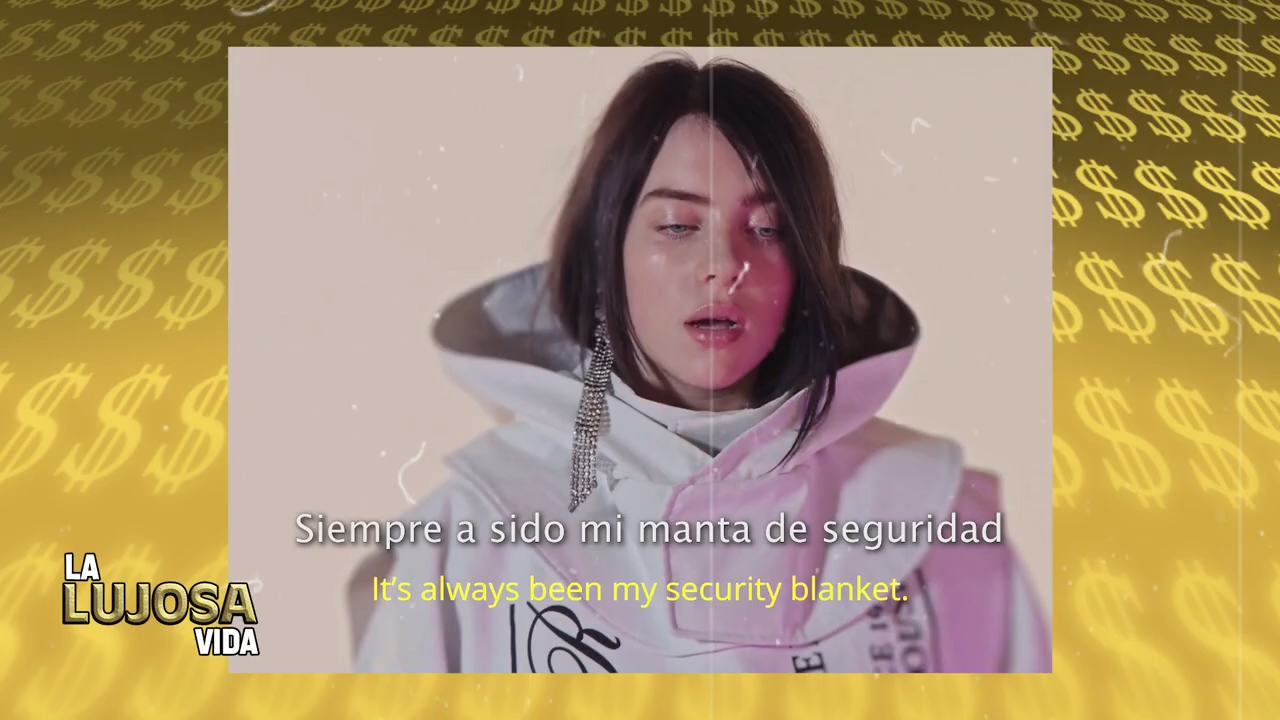 Siempre a sido mi manta de seguridad
It's always been my security blanket.
LA
LUJOSA
VIDA
R